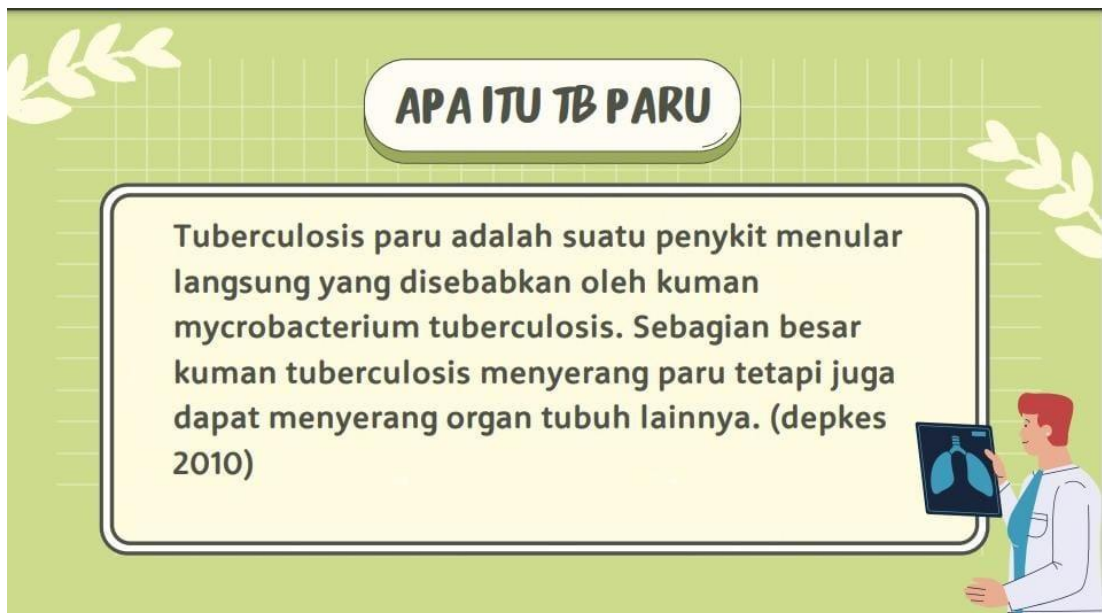 APA ITU TB PARU
Tuberculosis paru adalah suatu penykit menular
langsung yang disebabkan oleh kuman
mycrobacterium tuberculosis. Sebagian besar
kuman tuberculosis menyerang paru tetapi juga
dapat menyerang organ tubuh lainnya. (depkes
2010)